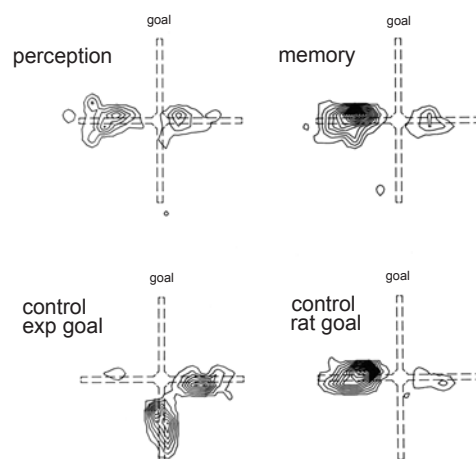 goal
perception
goal
memory
goal
control
exp goal
goal
control
rat goal